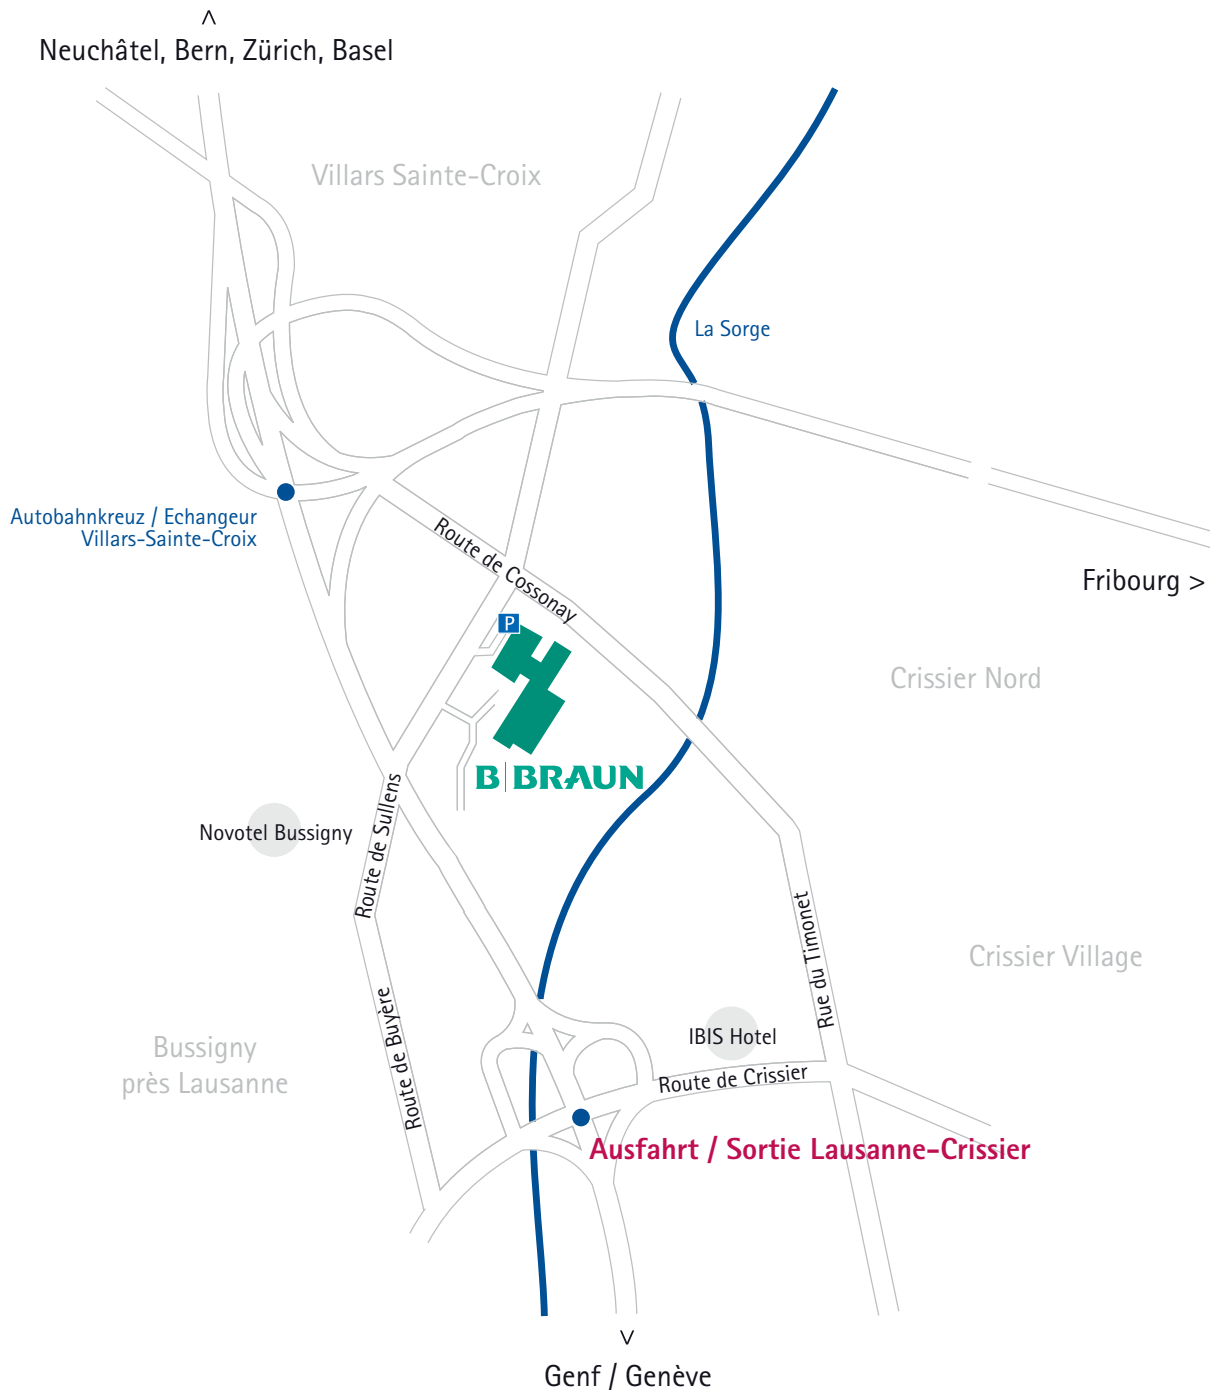 ^
Neuchâtel, Bern, Zürich, Basel
Villars Sainte-Croix
La Sorge
Autobahnkreuz / Echangeur
Villars-Sainte-Croix
Route de Cossonay
Fribourg >
P
Crissier Nord
B|BRAUN
Novotel Bussigny
Route de Sullens
Rue du Timonet
Crissier Village
Route de Buyère
IBIS Hotel
Bussigny
près Lausanne
Route de Crissier
Ausfahrt / Sortie Lausanne-Crissier
v
Genf / Genève